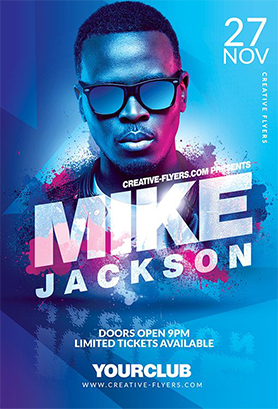 27
NOV
CREATIVE FLYERS
CREATIVE-FLYERS.COM PRESENTS
MIKE
JACKSON
DOORS OPEN 9PM
LIMITED TICKETS AVAILABLE
YOURCLUB
WWW.CREATIVE-FLYERS.COM